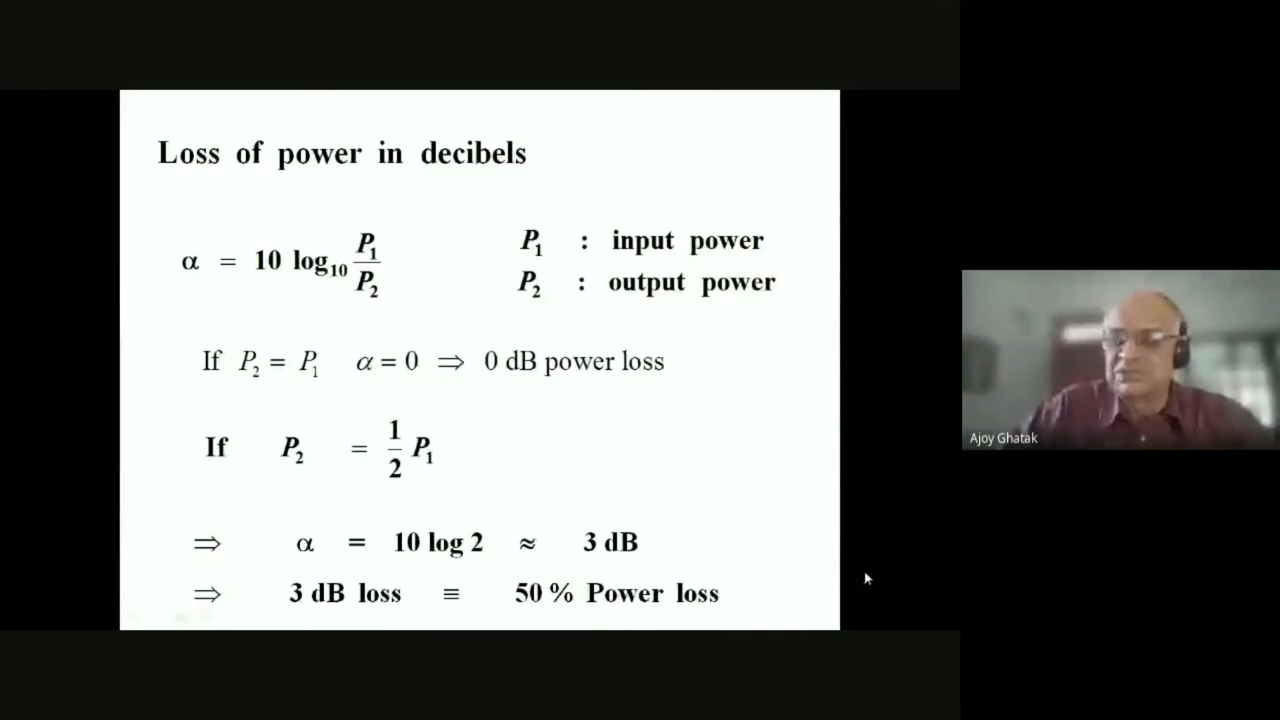 Loss of power in decibels
α = 10 log₁₀ P₁/P₂
P₁ : input power
P₂ : output power
If P₂ = P₁ α = 0 ⇒ 0 dB power loss
If P₂ = 1/2 P₁
⇒ α = 10 log 2 ≈ 3 dB
⇒ 3 dB loss ≡ 50 % Power loss
Ajoy Ghatak